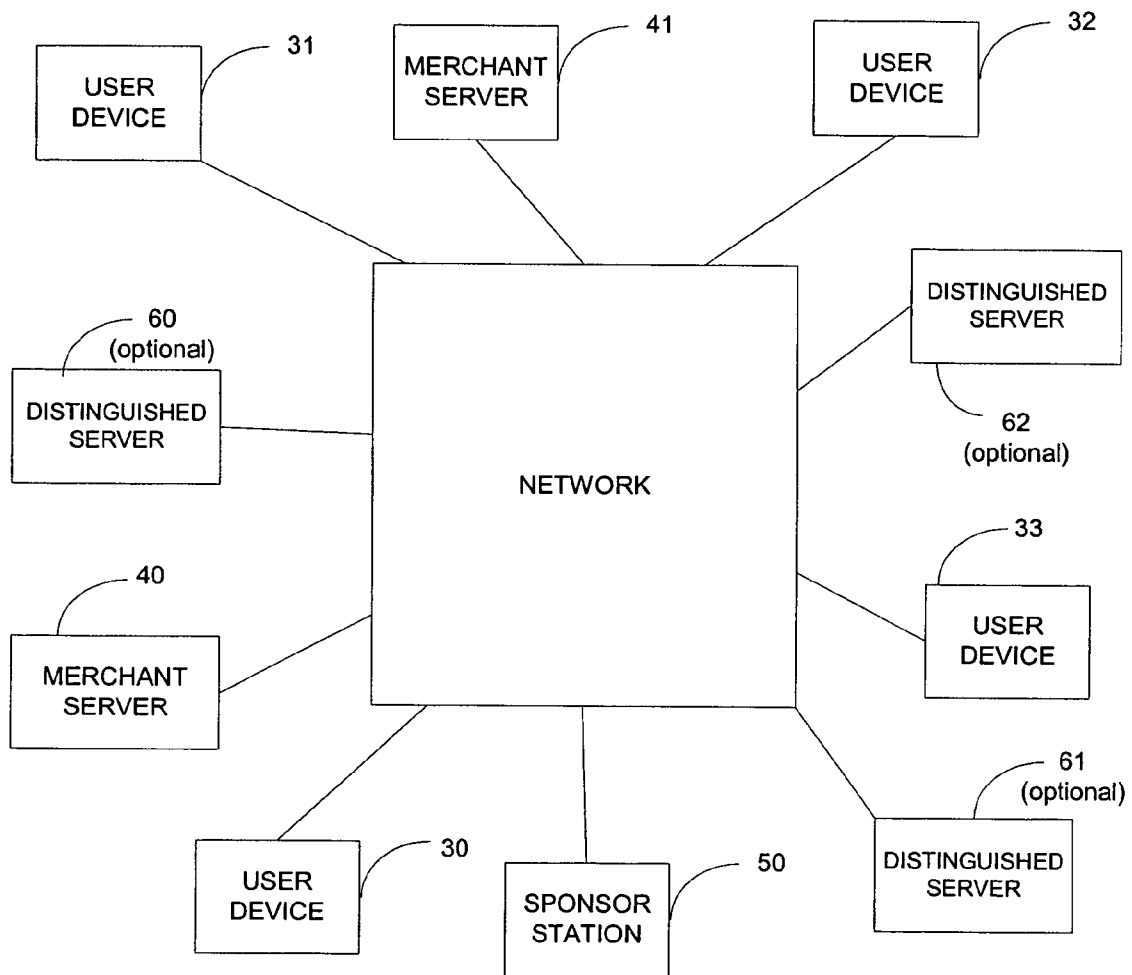 31
USER
DEVICE
41
MERCHANT
SERVER
32
USER
DEVICE
60
(optional)
DISTINGUISHED
SERVER
DISTINGUISHED
SERVER
62
(optional)
NETWORK
40
MERCHANT
SERVER
33
USER
DEVICE
30
USER
DEVICE
50
SPONSOR
STATION
61
(optional)
DISTINGUISHED
SERVER